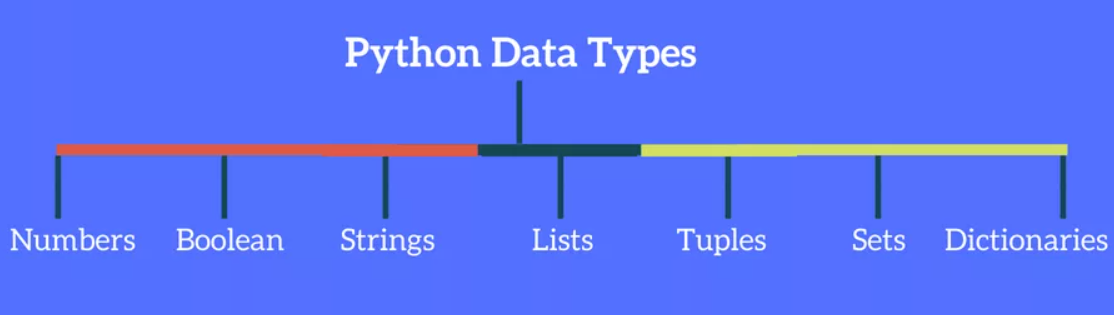 Python Data Types
Numbers Boolean Strings Lists Tuples Sets Dictionaries